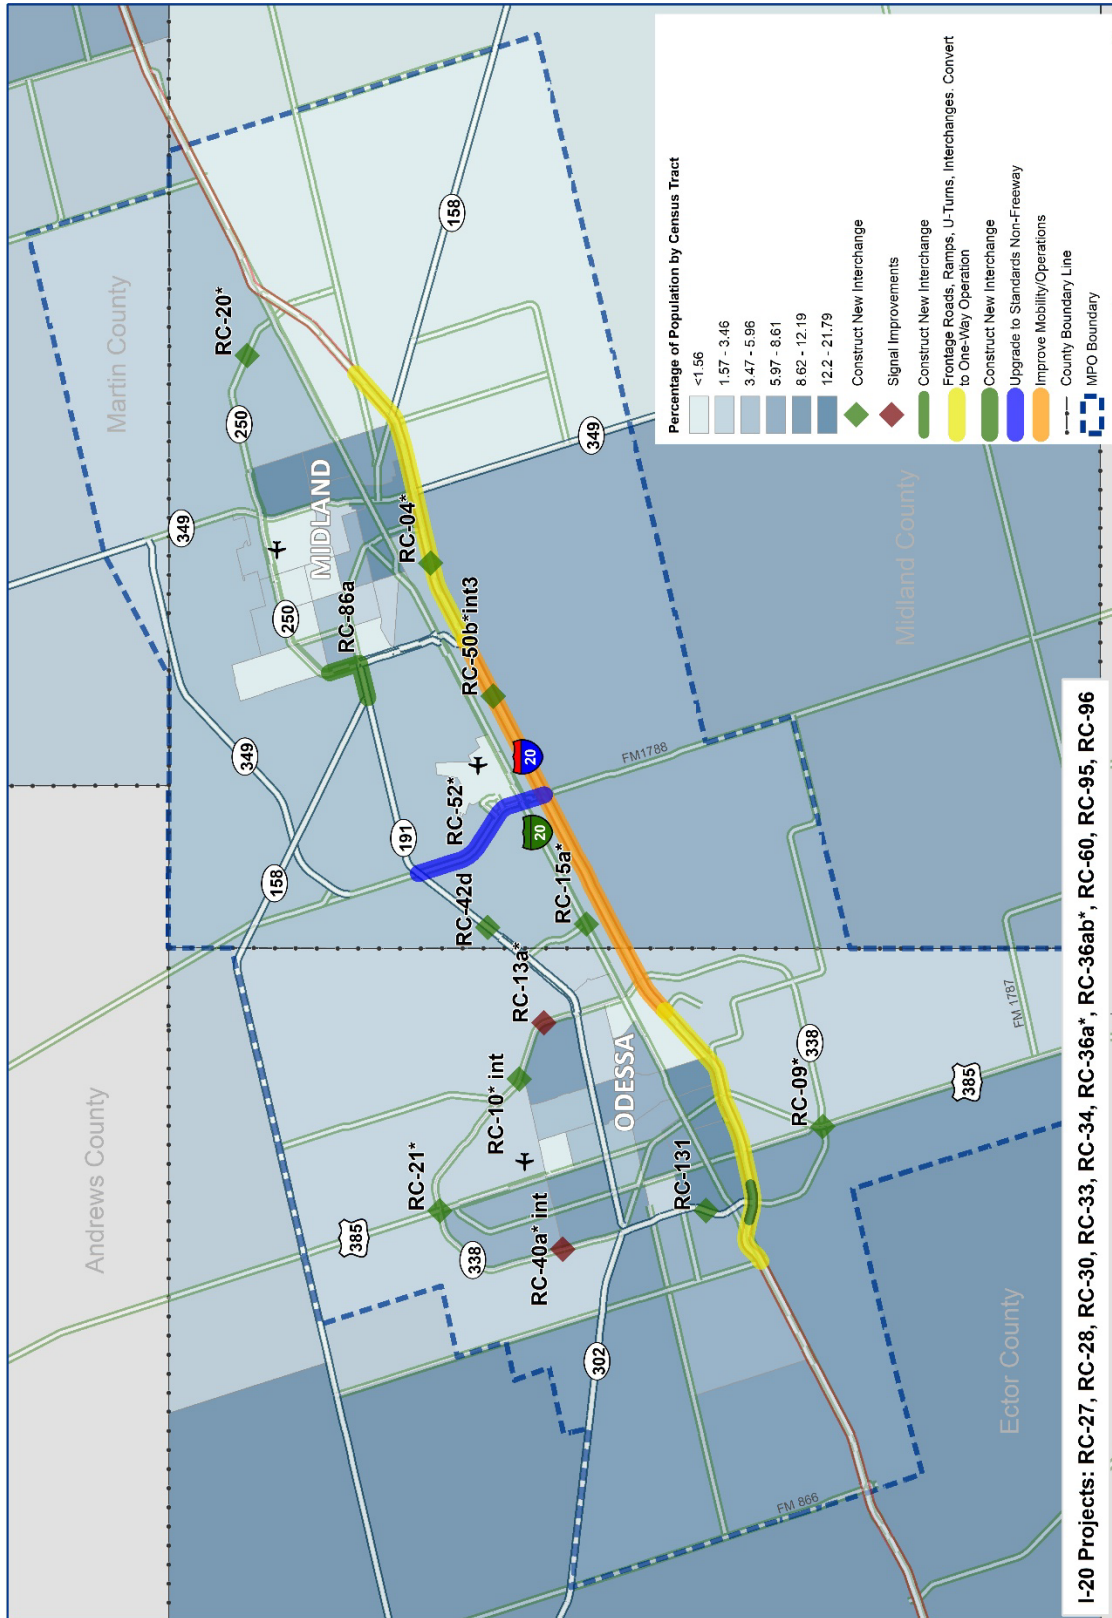 Andrews County
Martin County
385
RC-21*
338
RC-40a* int
RC-10* int
RC-13a*
RC-42d
158
349
191
RC-52*
250
RC-86a
349
MIDLAND
250
RC-20*
158
RC-04*
RC-50b*int3
20
20
RC-15a*
349
302
ODESSA
RC-131
RC-09*
338
385
FM1788
FM 1787
FM 866
Ector County
Midland County
Percentage of Population by Census Tract
<1.56
1.57 - 3.46
3.47 - 5.96
5.97 - 8.61
8.62 - 12.19
12.2 - 21.79
Construct New Interchange
Signal Improvements
Construct New Interchange
Frontage Roads, Ramps, U-Turns, Interchanges. Convert
to One-Way Operation
Construct New Interchange
Upgrade to Standards Non-Freeway
Improve Mobility/Operations
County Boundary Line
MPO Boundary
I-20 Projects: RC-27, RC-28, RC-30, RC-33, RC-34, RC-36a*, RC-36ab*, RC-60, RC-95, RC-96